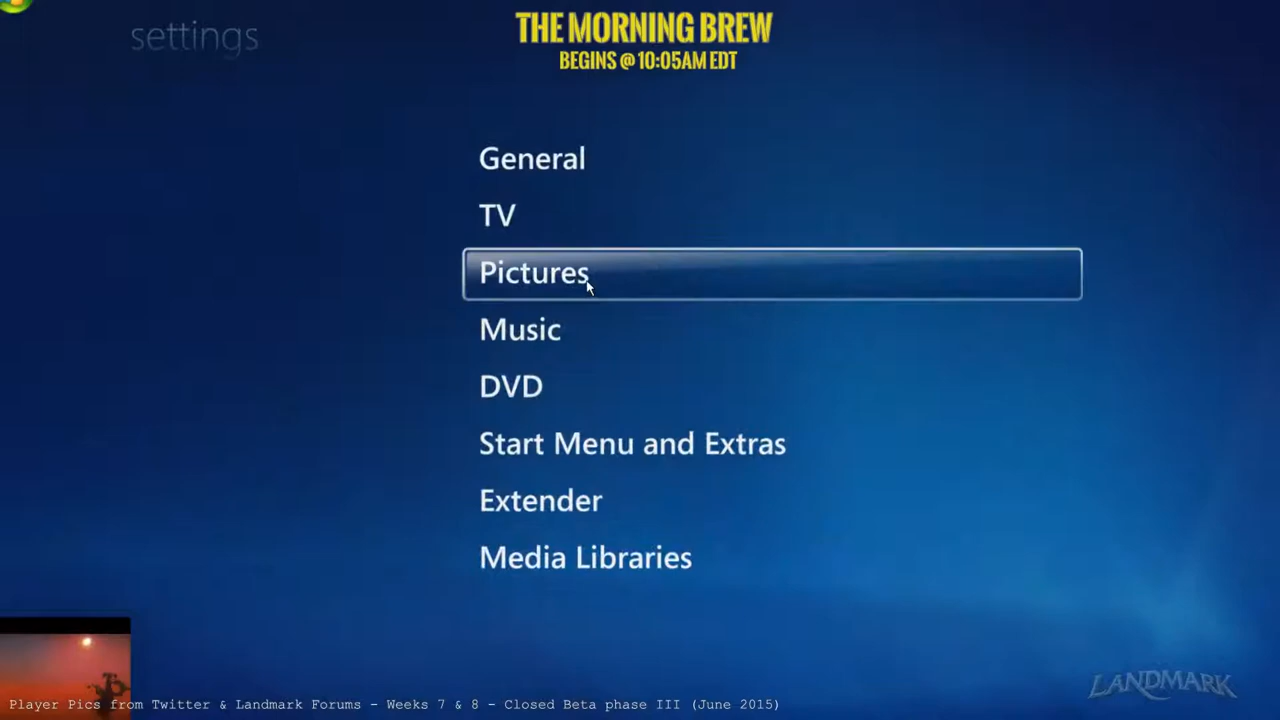 settings
THE MORNING BREW
BEGINS @ 10:05AM EDT
General
TV
Pictures
Music
DVD
Start Menu and Extras
Extender
Media Libraries
LANDMARK
Player Pics from Twitter & Landmark Forums - Weeks 7 & 8 - Closed Beta phase III (June 2015)